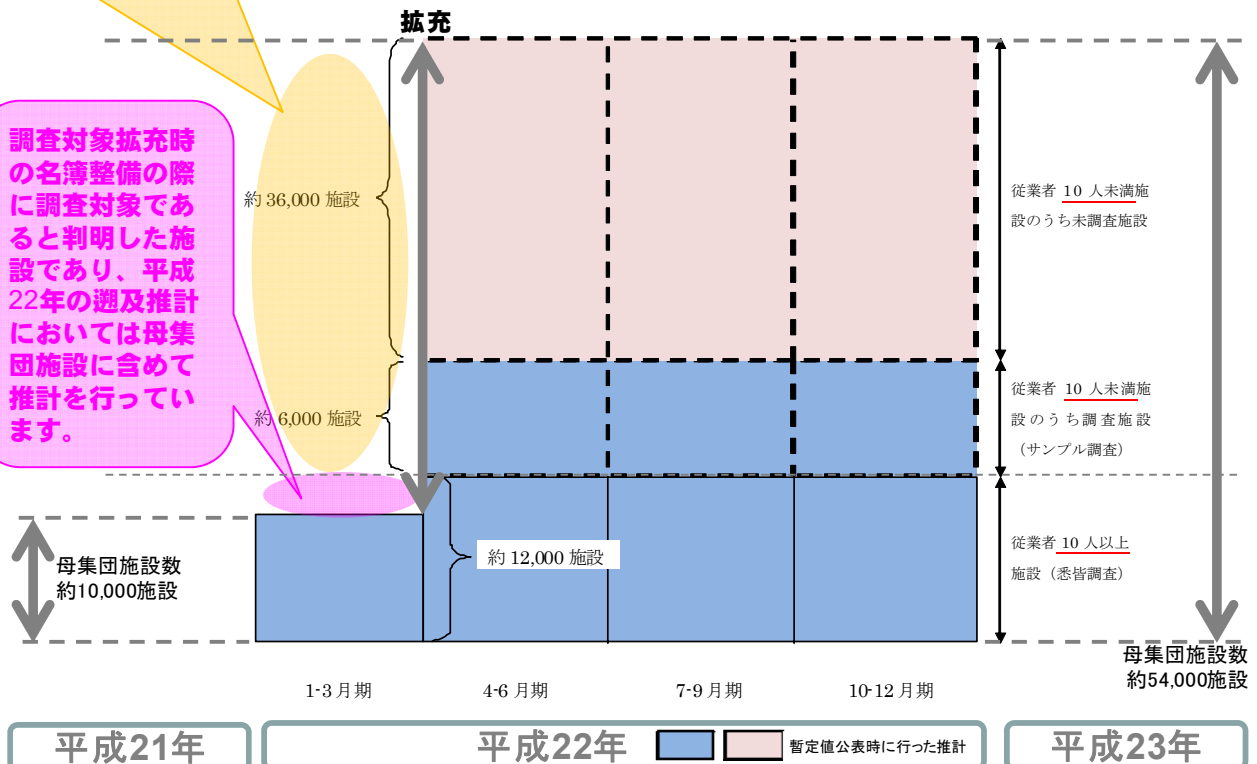 拡充
調査対象拡充時
の名簿整備の際
に調査対象であ
ると判明した施
設であり、平成
22年の遡及推計
においては母集
団施設に含めて
推計を行ってい
ます。
約 36,000 施設
約 6,000 施設
約 12,000 施設
母集団施設数
約10,000施設
従業者 10 人未満施
設のうち未調査施設
従業者 10 人未満施
設のうち調査施設
（サンプル調査）
従業者 10 人以上
施設（悉皆調査）
母集団施設数
約54,000施設
1-3 月期
4-6 月期
7-9 月期
10-12 月期
平成21年
平成22年
暫定値公表時に行った推計
平成23年